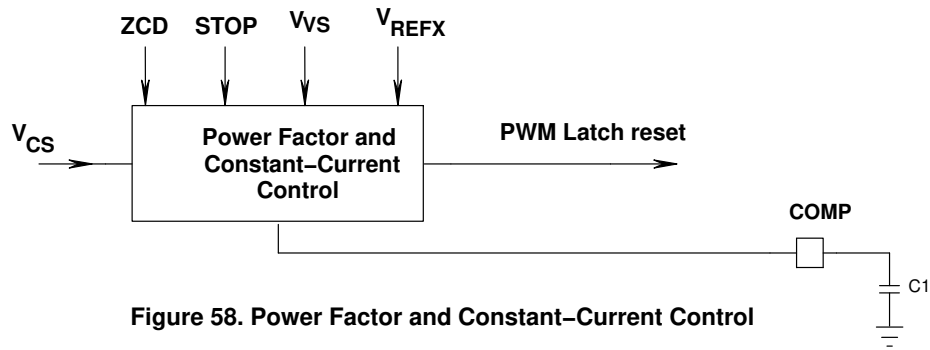 ZCD STOP VVS VREFX
VCS
Power Factor and
Constant−Current
Control
PWM Latch reset
COMP
C1
Figure 58. Power Factor and Constant−Current Control